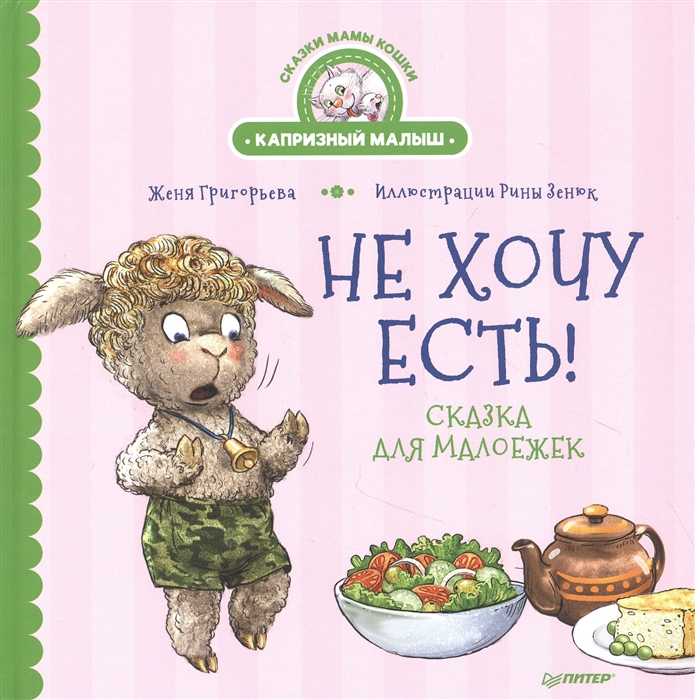 СКАЗКИ МАМЫ КОШКИ
• КАПРИЗНЫЙ МАЛЫШ •
Женя Григорьева
Иллюстрации Рины Зенюк
НЕ ХОЧУ
ЕСТЬ!
СКАЗКА
ДЛЯ МАЛОЕЖЕК
ПИТЕР